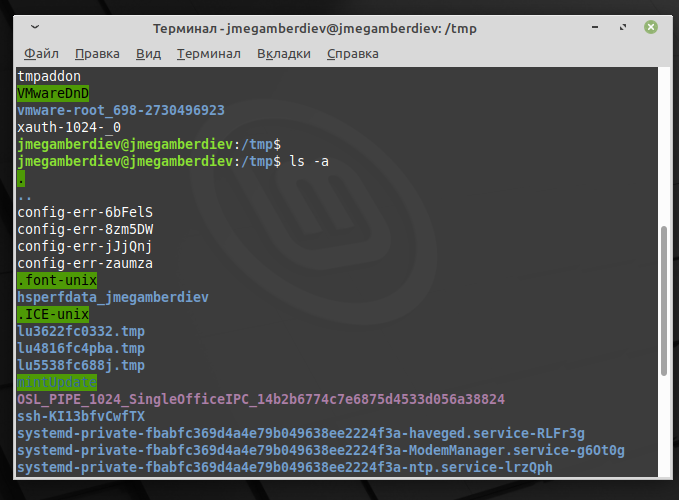 Терминал - jmegamberdiev@jmegamberdiev: /tmp
Файл Правка Вид Терминал Вкладки Справка
tmpaddon
VMwareDnD
vmware-root_698-2730496923
xauth-1024-_0
jmegamberdiev@jmegamberdiev:/tmp$
jmegamberdiev@jmegamberdiev:/tmp$ ls -a
.
..
config-err-6bFelS
config-err-8zm5DW
config-err-jJjQnj
config-err-zaumza
.font-unix
hsperfdata_jmegamberdiev
.ICE-unix
lu3622fc0332.tmp
lu4816fc4pba.tmp
lu5538fc688j.tmp
mintUpdate
OSL_PIPE_1024_SingleOfficeIPC_14b2b6774c7e6875d4533d056a38824
ssh-KI13bfvCwfTX
systemd-private-fbabfc369d4a4e79b049638ee2224f3a-haveged.service-RLFr3g
systemd-private-fbabfc369d4a4e79b049638ee2224f3a-ModemManager.service-g6Ot0g
systemd-private-fbabfc369d4a4e79b049638ee2224f3a-ntp.service-lrzQph